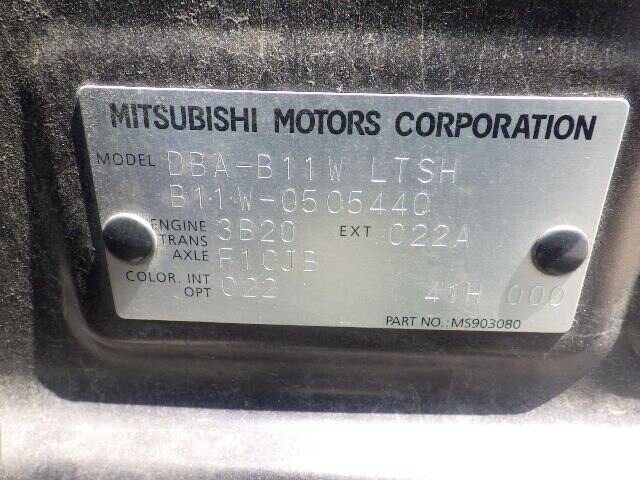 MITSUBISHI MOTORS CORPORATION
MODEL DBA-B11W LTSH
B11W-0505440
ENGINE 3B20 EXT C22A
TRANS
AXLE F1CJB
COLOR. INT C22
OPT 41H 000
PART NO.: MS903080